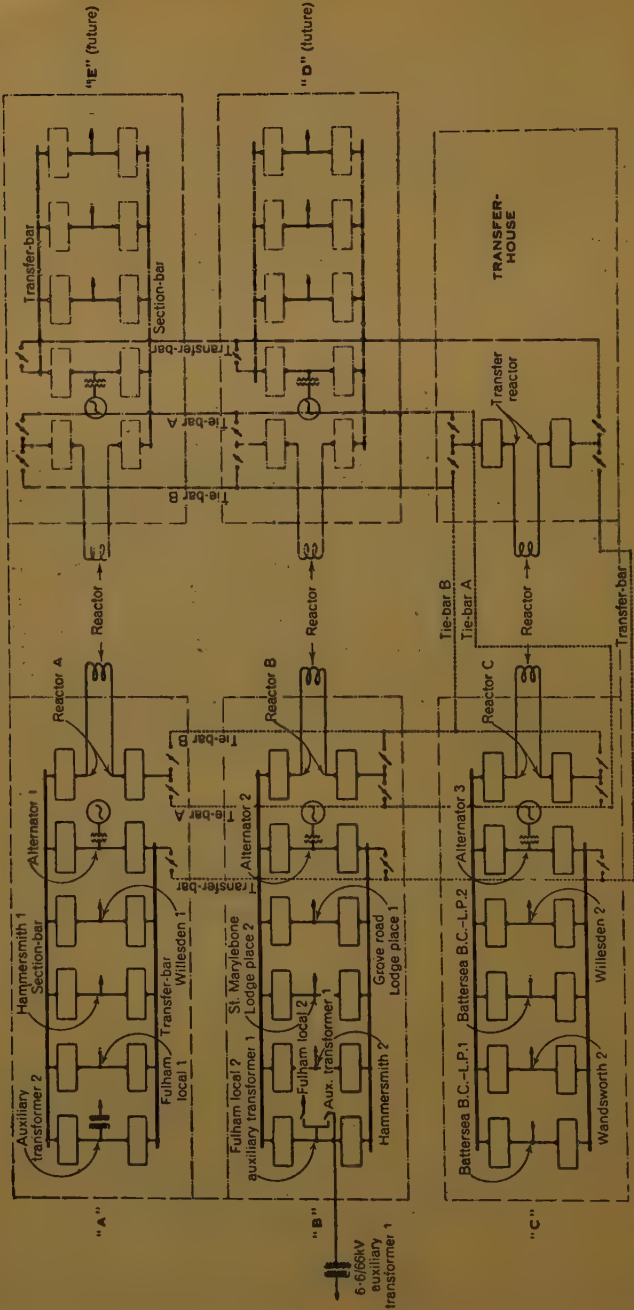 "E" (future)
Transfer-bar
Section-bar
Transfer-bar
Tie-bar A
Tie-bar B
Reactor
"D" (future)
Reactor
TRANSFER-
HOUSE
Transfer
reactor
Reactor
Tie-bar B
Tie-bar A
Transfer-bar
Reactor A
Alternator 1
Hammersmith 1
Section-bar
Auxiliary
transformer 2
Tie-bar B
Tie-bar A
Transfer-bar
Transfer-bar
Willesden 1
Fulham
local 1
"A"
Reactor B
Alternator 2
St. Marylebone
Lodge place 2
Fulham local 2
auxiliary transformer 1
Fulham local 2
Aux. transformer 1
Grove road
Lodge place 1
Hammersmith 2
"B"
6·6/66kV
auxiliary
transformer 1
Reactor C
Alternator 3
Battersea B.C.–L.P.2
Battersea B.C.–L.P.1
Willesden 2
Wandsworth 2
"C"